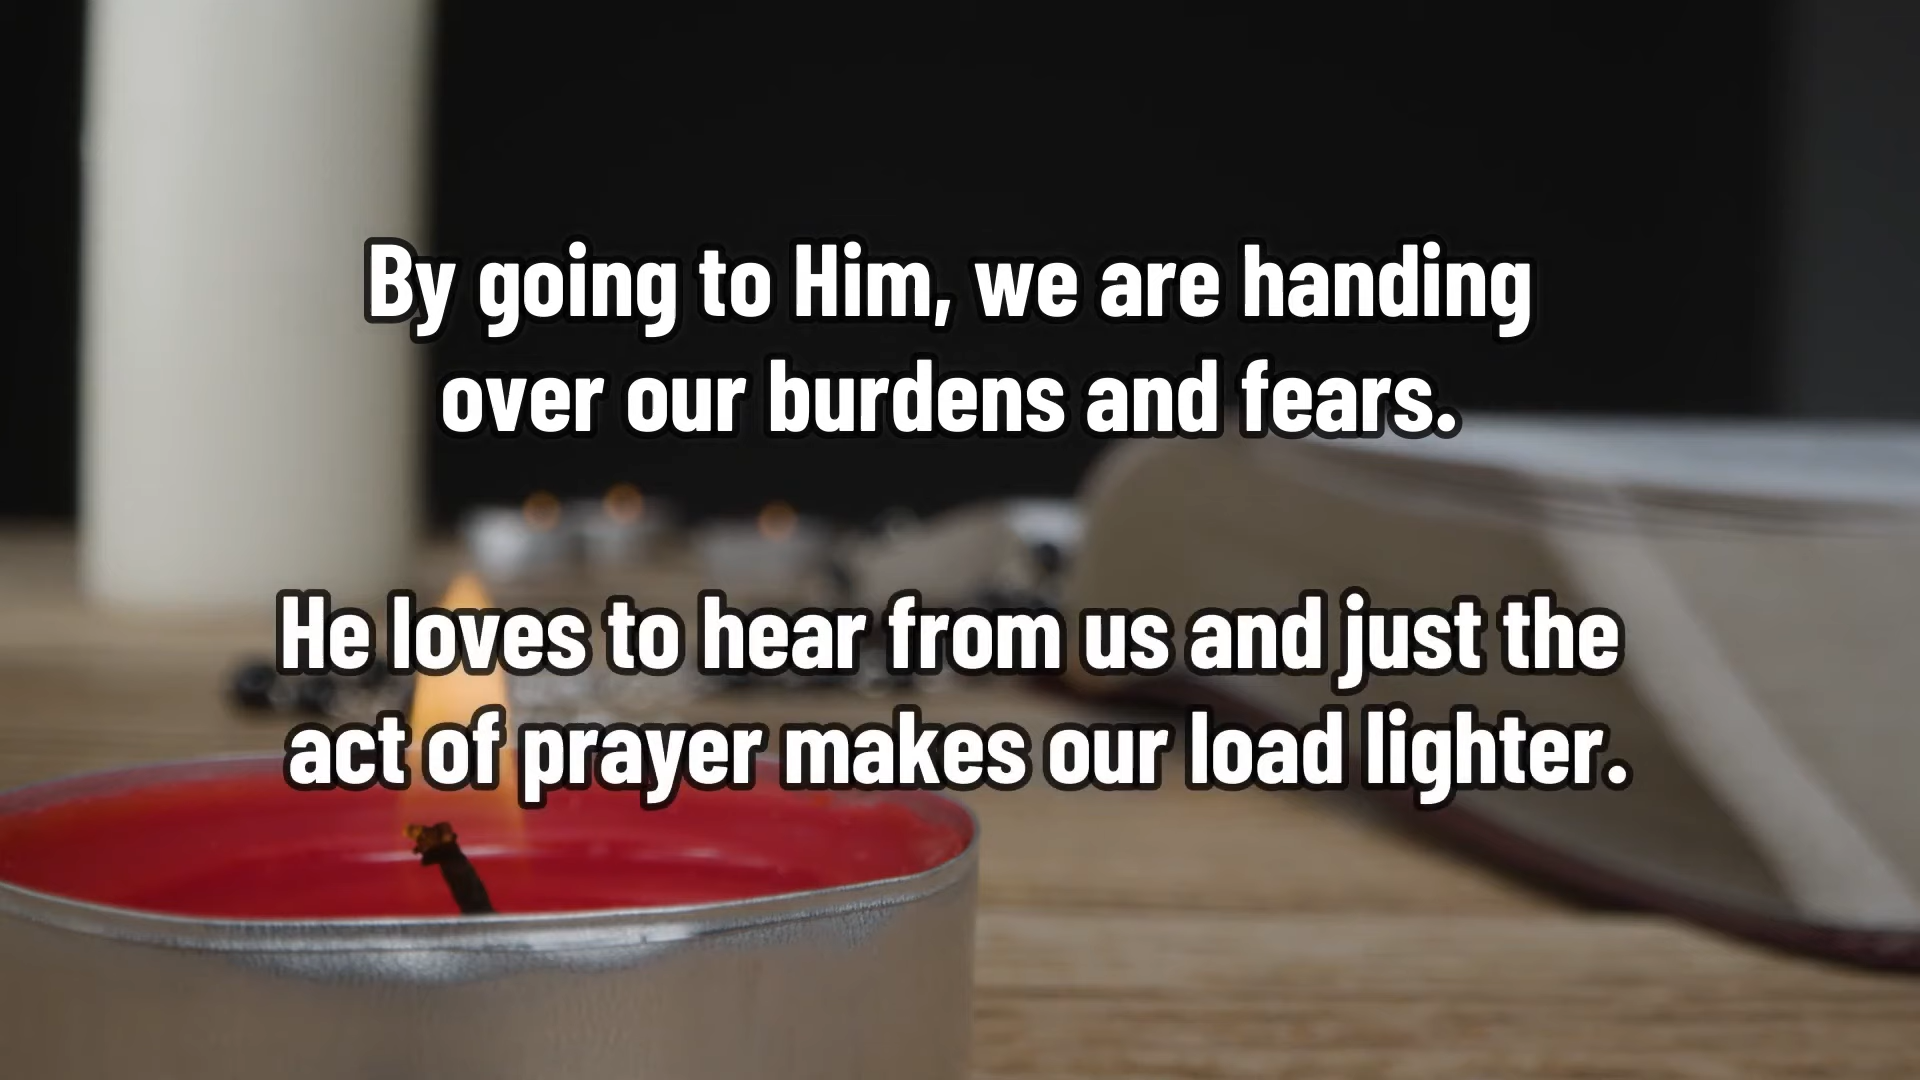 By going to Him, we are handing
over our burdens and fears.
He loves to hear from us and just the
act of prayer makes our load lighter.